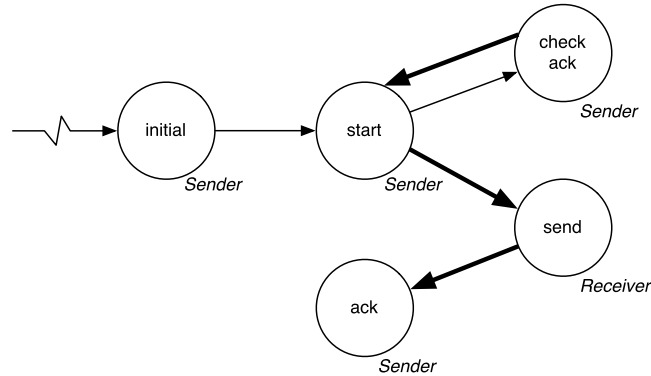 check
ack
Sender
initial
Sender
start
Sender
send
Receiver
ack
Sender